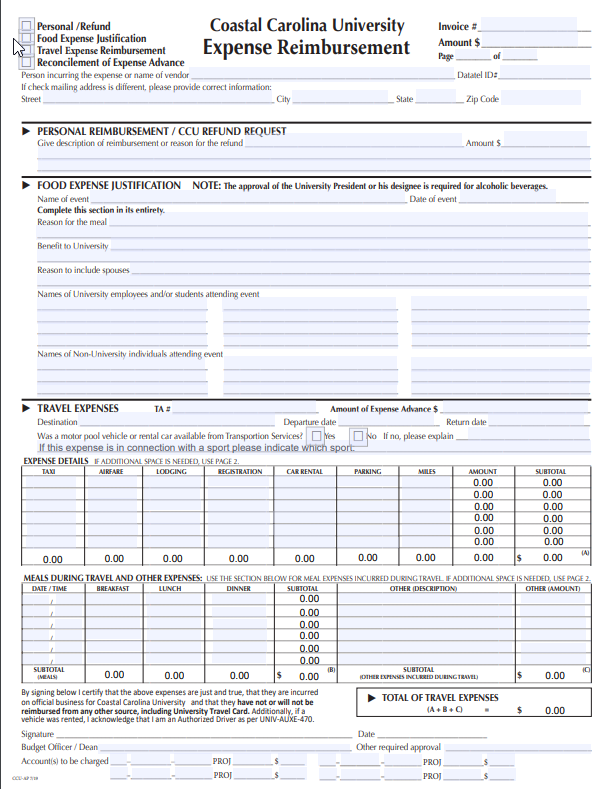 Coastal Carolina University
Expense Reimbursement
Personal /Refund
Food Expense Justification
Travel Expense Reimbursement
Reconcilement of Expense Advance
Invoice #
Amount $
Page of
Person incurring the expense or name of vendor Datatel ID#
If check mailing address is different, please provide correct information:
Street City State Zip Code
PERSONAL REIMBURSEMENT / CCU REFUND REQUEST
Give description of reimbursement or reason for the refund Amount $
FOOD EXPENSE JUSTIFICATION NOTE: The approval of the University President or his designee is required for alcoholic beverages.
Name of event Date of event
Complete this section in its entirety.
Reason for the meal
Benefit to University
Reason to include spouses
Names of University employees and/or students attending event
Names of Non-University individuals attending event
TRAVEL EXPENSES TA # Amount of Expense Advance $
Destination Departure date Return date
Was a motor pool vehicle or rental car available from Transportion Services? Yes No If no, please explain
If this expense is in connection with a sport please indicate which sport:
EXPENSE DETAILS IF ADDITIONAL SPACE IS NEEDED, USE PAGE 2.
TAXI AIRFARE LODGING REGISTRATION CAR RENTAL PARKING MILES AMOUNT SUBTOTAL
0.00 0.00
0.00 0.00
0.00 0.00
0.00 0.00
0.00 0.00
0.00 0.00
0.00 0.00 0.00 0.00 0.00 0.00 0.00 0.00 $ 0.00 (A)
MEALS DURING TRAVEL AND OTHER EXPENSES: USE THE SECTION BELOW FOR MEAL EXPENSES INCURRED DURING TRAVEL. IF ADDITIONAL SPACE IS NEEDED, USE PAGE 2.
DATE / TIME BREAKFAST LUNCH DINNER SUBTOTAL OTHER (DESCRIPTION) OTHER (AMOUNT)
/ 0.00
/ 0.00
/ 0.00
/ 0.00
/ 0.00
/ 0.00
SUBTOTAL (MEALS) 0.00 0.00 0.00 $ 0.00 (B) SUBTOTAL (OTHER EXPENSES INCURRED DURING TRAVEL) $ 0.00 (C)
By signing below I certify that the above expenses are just and true, that they are incurred
on official business for Coastal Carolina University and that they have not or will not be
reimbursed from any other source, including University Travel Card. Additionally, if a
vehicle was rented, I acknowledge that I am an Authorized Driver as per UNIV-AUXE-470.
TOTAL OF TRAVEL EXPENSES
(A + B + C) = $ 0.00
Signature Date
Budget Officer / Dean Other required approval
Account(s) to be charged - - PROJ $ - - PROJ $
- - PROJ $ - - PROJ $
CCU-AP 7/18